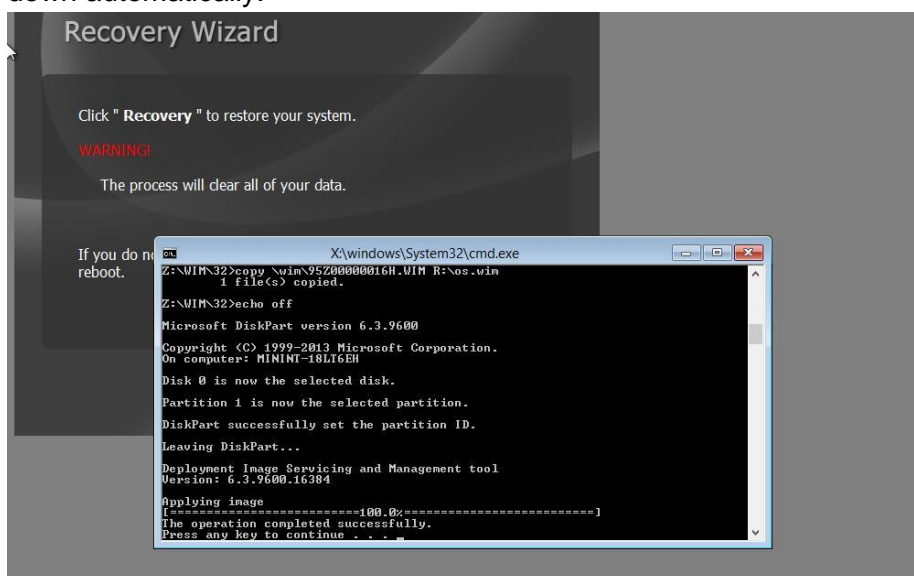 down automatically.
Recovery Wizard
Click " Recovery " to restore your system.
WARNING!
The process will clear all of your data.
If you do no
reboot.
X:\windows\System32\cmd.exe
Z:\WIM\32>copy \wim\95Z00000016H.WIM R:\os.wim
1 file(s) copied.
Z:\WIM\32>echo off
Microsoft DiskPart version 6.3.9600
Copyright (C) 1999-2013 Microsoft Corporation.
On computer: MININT-18LT6EH
Disk 0 is now the selected disk.
Partition 1 is now the selected partition.
DiskPart successfully set the partition ID.
Leaving DiskPart...
Deployment Image Servicing and Management tool
Version: 6.3.9600.16384
Applying image
[==========================100.0%==========================]
The operation completed successfully.
Press any key to continue . . . _